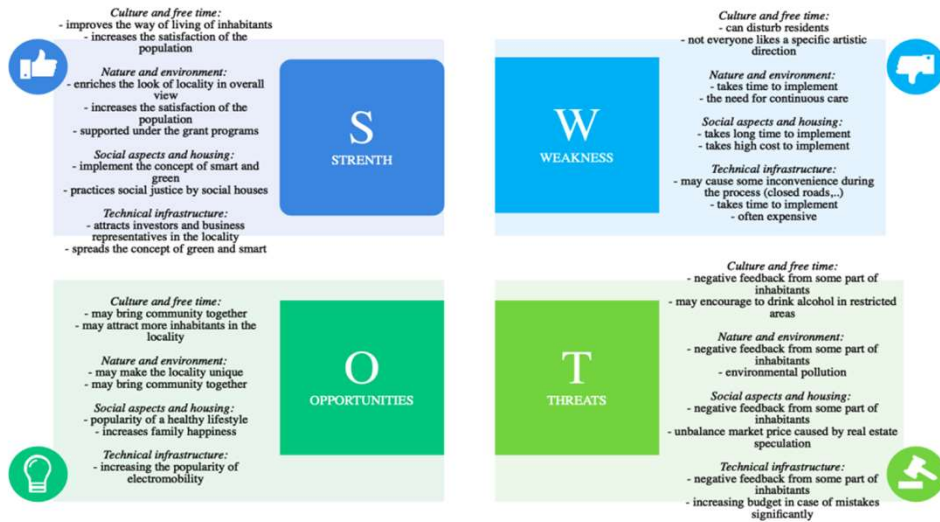 Culture and free time:
- improves the way of living of inhabitants
- increases the satisfaction of the
population
Nature and environment:
- enriches the look of locality in overall
view
- increases the satisfaction of the
population
- supported under the grant programs
Social aspects and housing:
- implement the concept of smart and
green
- practices social justice by social houses
Technical infrastructure:
- attracts investors and business
representatives in the locality
- spreads the concept of green and smart
S
STRENTH
W
WEAKNESS
Culture and free time:
- can disturb residents
- not everyone likes a specific artistic
direction
Nature and environment:
- takes time to implement
- the need for continuous care
Social aspects and housing:
- takes long time to implement
- takes high cost to implement
Technical infrastructure:
- may cause some inconvenience during
the process (closed roads,..)
- takes time to implement
- often expensive
Culture and free time:
- may bring community together
- may attract more inhabitants in the
locality
Nature and environment:
- may make the locality unique
- may bring community together
Social aspects and housing:
- popularity of a healthy lifestyle
- increases family happiness
Technical infrastructure:
- increasing the popularity of
electromobility
O
OPPORTUNITIES
T
THREATS
Culture and free time:
- negative feedback from some part of
inhabitants
- may encourage to drink alcohol in restricted
areas
Nature and environment:
- negative feedback from some part of
inhabitants
- environmental pollution
Social aspects and housing:
- negative feedback from some part of
inhabitants
- unbalance market price caused by real estate
speculation
Technical infrastructure:
- negative feedback from some part of
inhabitants
- increasing budget in case of mistakes
significantly